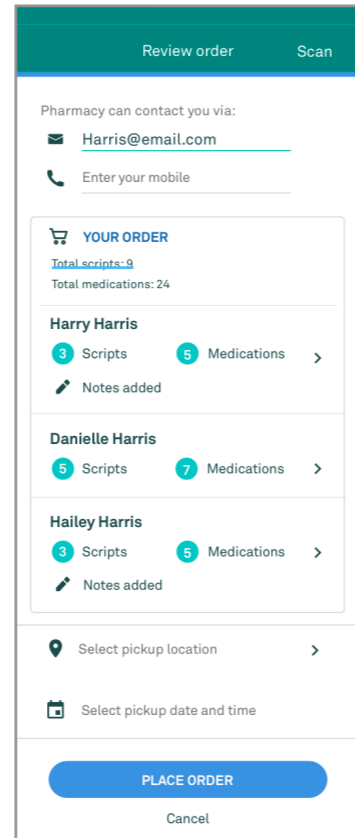 Review order Scan
Pharmacy can contact you via:
Harris@email.com
Enter your mobile
YOUR ORDER
Total scripts: 9
Total medications: 24
Harry Harris
3 Scripts 5 Medications
Notes added
Danielle Harris
5 Scripts 7 Medications
Hailey Harris
3 Scripts 5 Medications
Notes added
Select pickup location
Select pickup date and time
PLACE ORDER
Cancel